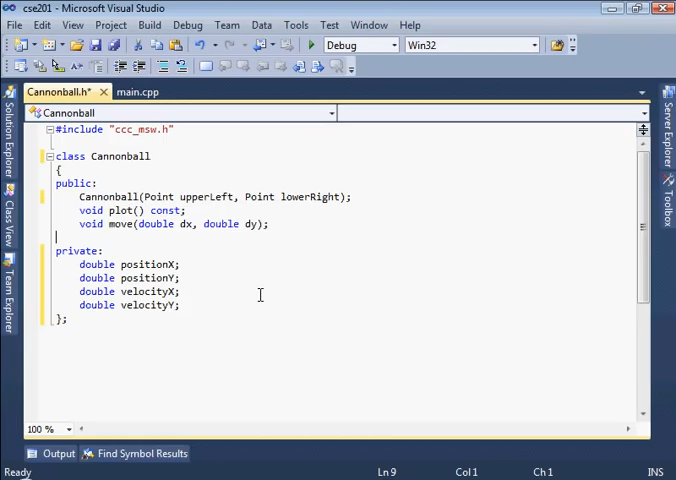 cse201 - Microsoft Visual Studio
File Edit View Project Build Debug Team Data Tools Test Window Help
Debug Win32
Cannonball.h* main.cpp
Cannonball
#include "ccc_msw.h"
class Cannonball
{
public:
Cannonball(Point upperLeft, Point lowerRight);
void plot() const;
void move(double dx, double dy);
private:
double positionX;
double positionY;
double velocityX;
double velocityY;
};
Solution Explorer
Class View
Team Explorer
Server Explorer
Toolbox
100 %
Output Find Symbol Results
Ready Ln 9 Col 1 Ch 1 INS